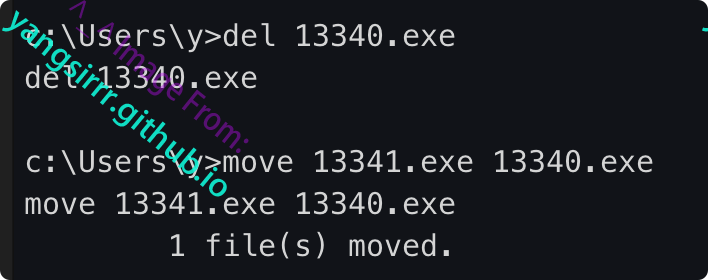 c:\Users\y>del 13340.exe
del 13340.exe
c:\Users\y>move 13341.exe 13340.exe
move 13341.exe 13340.exe
1 file(s) moved.
^_^ Image From:
yangsirrr.github.io